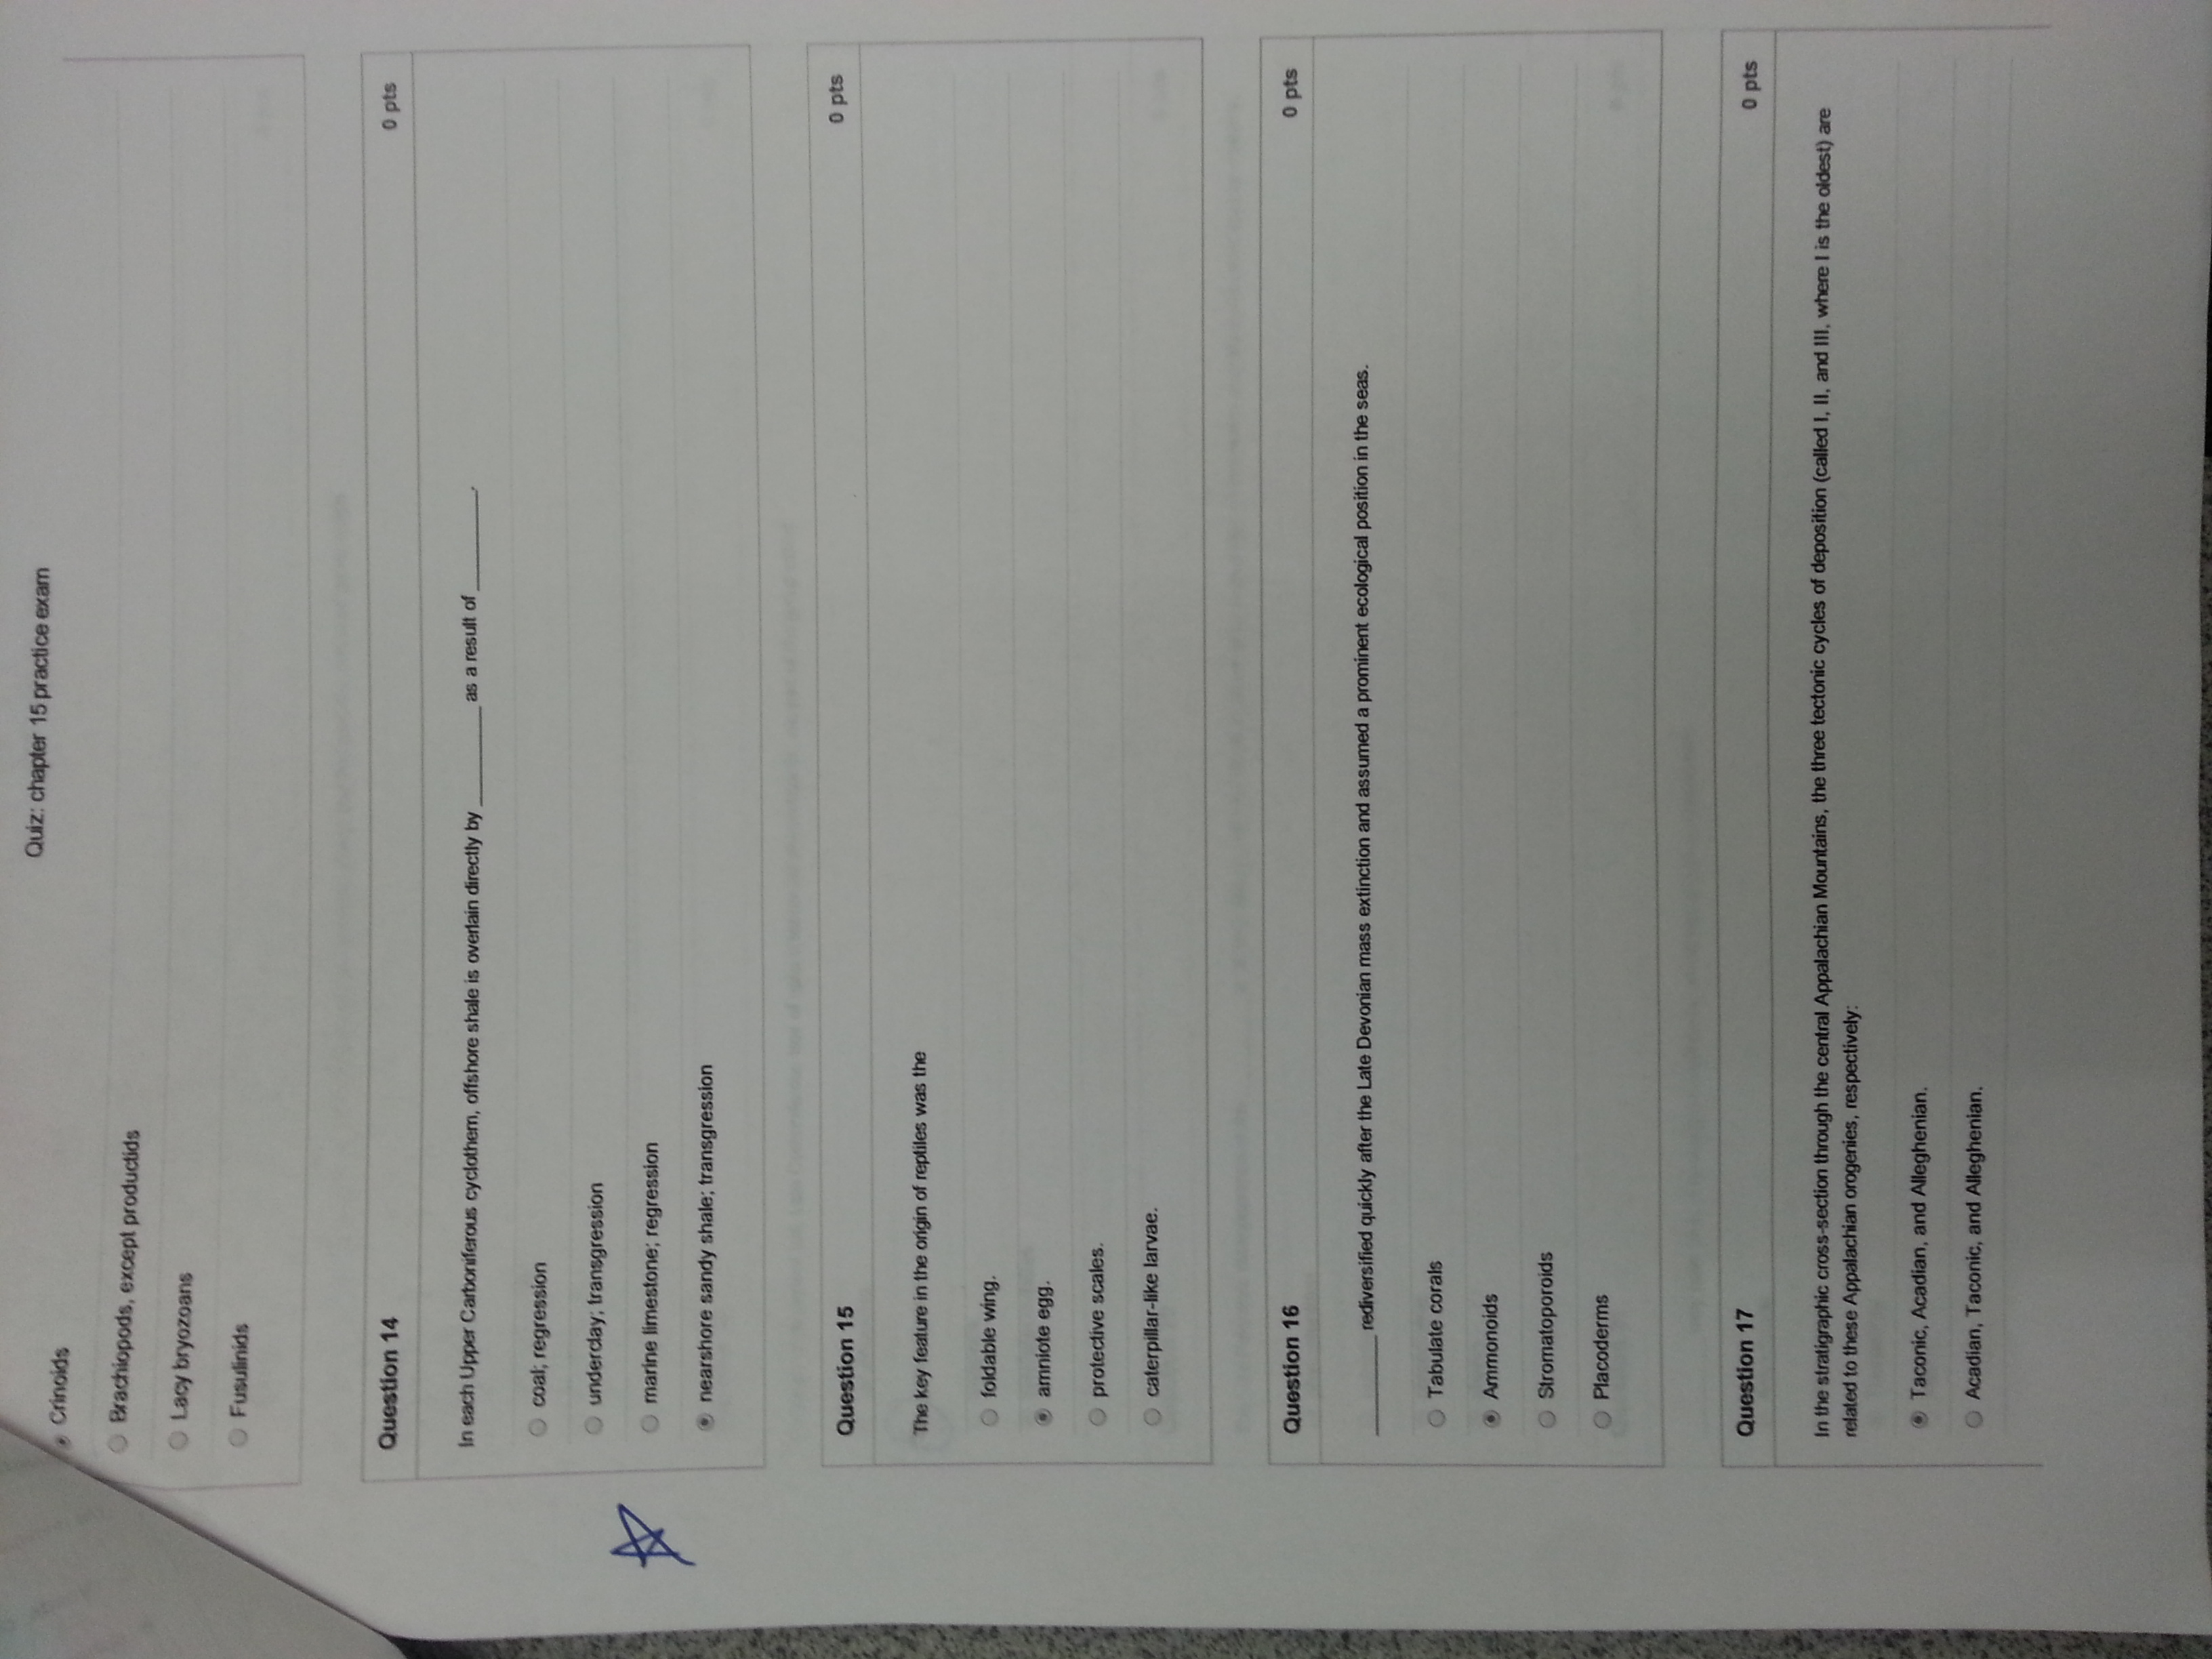 Quiz: chapter 15 practice exam
Crinoids
Brachiopods, except productids
Lacy bryozoans
Fusulinids
Question 14
0 pts
In each Upper Carboniferous cyclothem, offshore shale is overlain directly by _________ as a result of _________.
coal; regression
underclay; transgression
marine limestone; regression
nearshore sandy shale; transgression
Question 15
0 pts
The key feature in the origin of reptiles was the
foldable wing.
amniote egg.
protective scales.
caterpillar-like larvae.
Question 16
0 pts
_________ rediversified quickly after the Late Devonian mass extinction and assumed a prominent ecological position in the seas.
Tabulate corals
Ammonoids
Stromatoporoids
Placoderms
Question 17
0 pts
In the stratigraphic cross-section through the central Appalachian Mountains, the three tectonic cycles of deposition (called I, II, and III, where I is the oldest) are
related to these Appalachian orogenies, respectively:
Taconic, Acadian, and Alleghenian.
Acadian, Taconic, and Alleghenian.